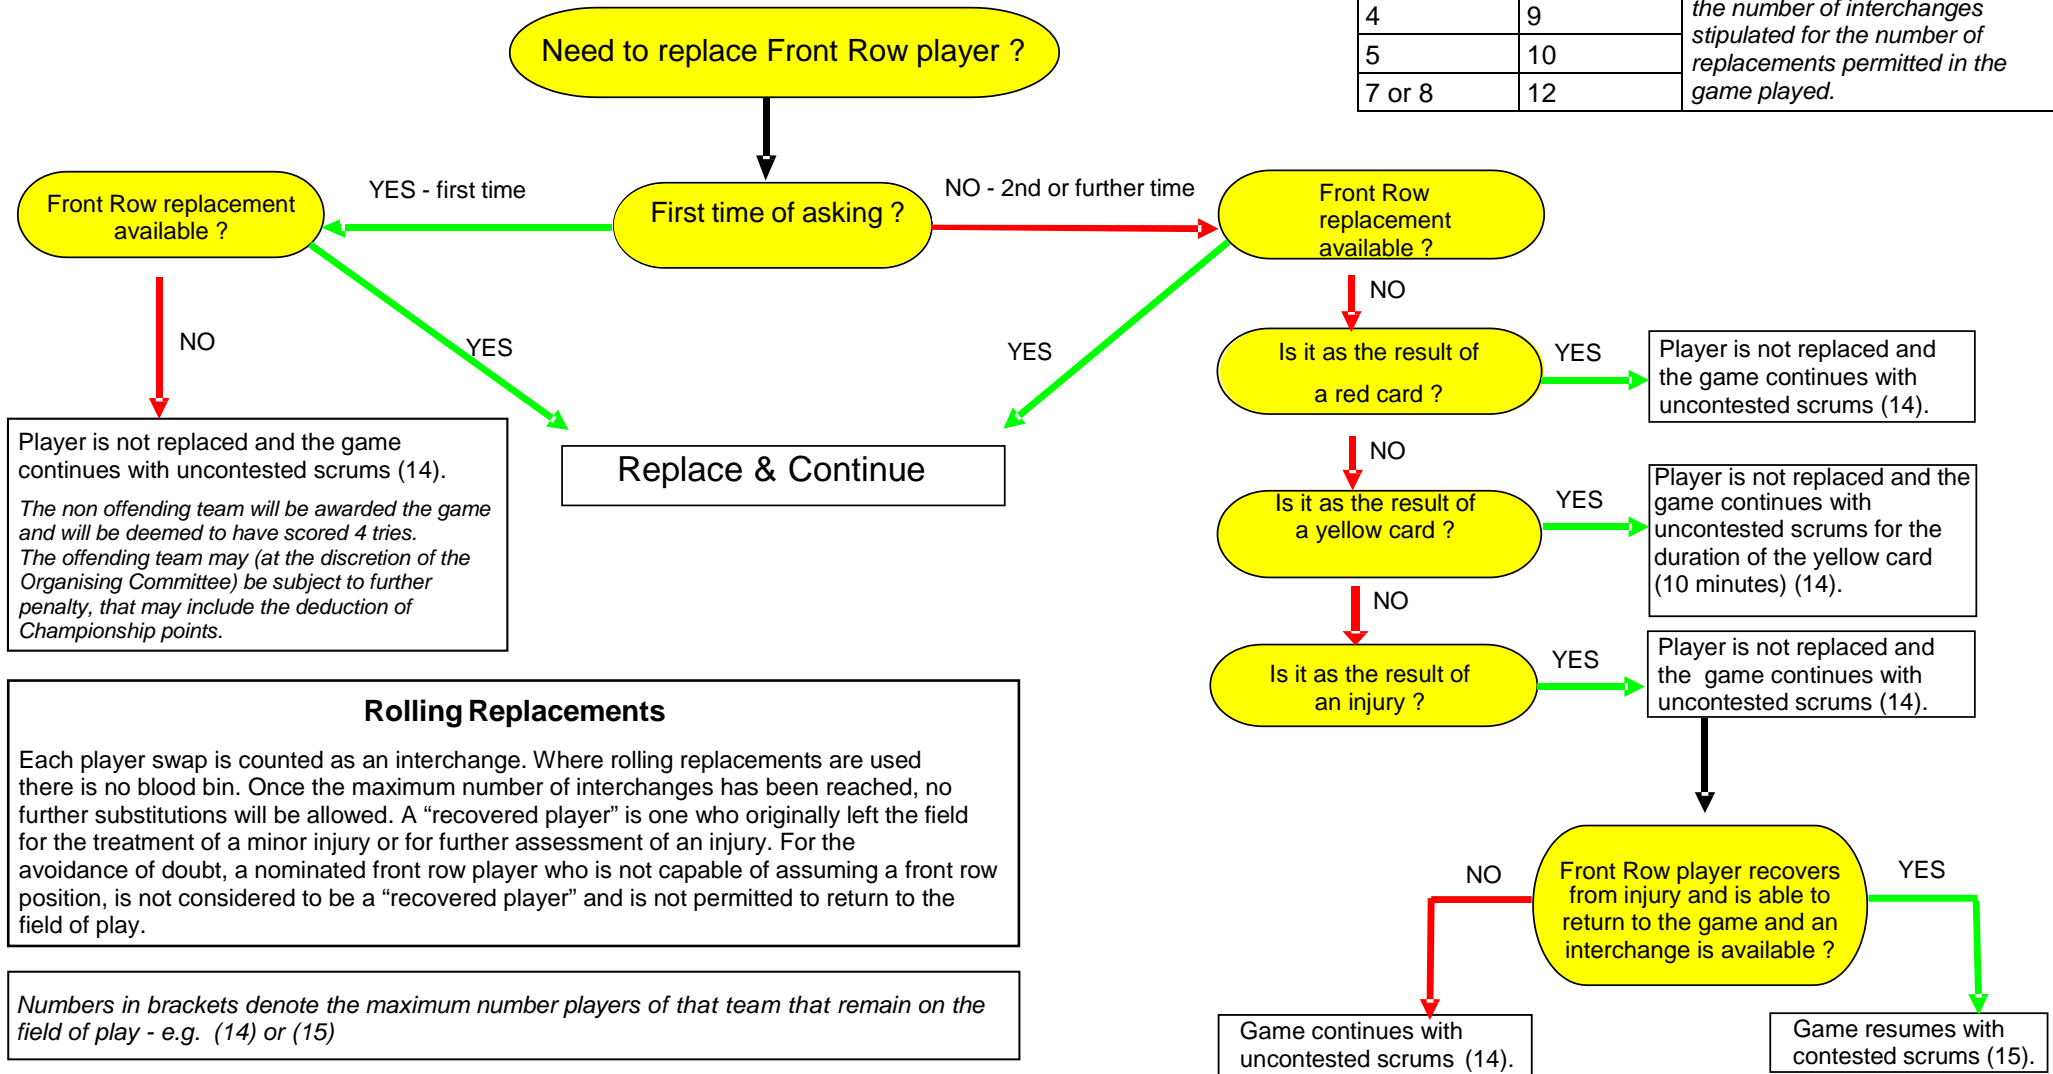 the number of interchanges
stipulated for the number of
replacements permitted in the
game played.
4 9
5 10
7 or 8 12
Need to replace Front Row player ?
First time of asking ?
YES - first time
NO - 2nd or further time
Front Row replacement
available ?
NO
YES
Player is not replaced and the game
continues with uncontested scrums (14).
The non offending team will be awarded the game
and will be deemed to have scored 4 tries.
The offending team may (at the discretion of the
Organising Committee) be subject to further
penalty, that may include the deduction of
Championship points.
Replace & Continue
Front Row
replacement
available ?
YES
NO
Is it as the result of
a red card ?
YES
Player is not replaced and
the game continues with
uncontested scrums (14).
NO
Is it as the result of
a yellow card ?
YES
Player is not replaced and the
game continues with
uncontested scrums for the
duration of the yellow card
(10 minutes) (14).
NO
Is it as the result of
an injury ?
YES
Player is not replaced and
the game continues with
uncontested scrums (14).
Front Row player recovers
from injury and is able to
return to the game and an
interchange is available ?
NO
YES
Game continues with
uncontested scrums (14).
Game resumes with
contested scrums (15).
Rolling Replacements
Each player swap is counted as an interchange. Where rolling replacements are used
there is no blood bin. Once the maximum number of interchanges has been reached, no
further substitutions will be allowed. A “recovered player” is one who originally left the field
for the treatment of a minor injury or for further assessment of an injury. For the
avoidance of doubt, a nominated front row player who is not capable of assuming a front row
position, is not considered to be a “recovered player” and is not permitted to return to the
field of play.
Numbers in brackets denote the maximum number players of that team that remain on the
field of play - e.g. (14) or (15)